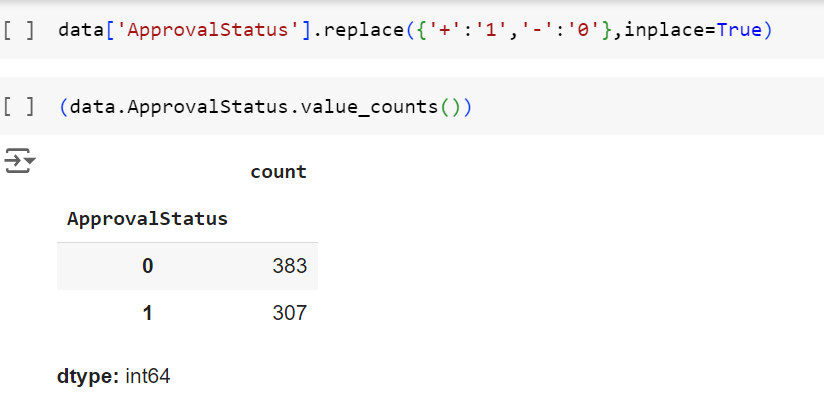 [ ] data['ApprovalStatus'].replace({'+':'1','-':'0'},inplace=True)
[ ] (data.ApprovalStatus.value_counts())
count
ApprovalStatus
0 383
1 307
dtype: int64